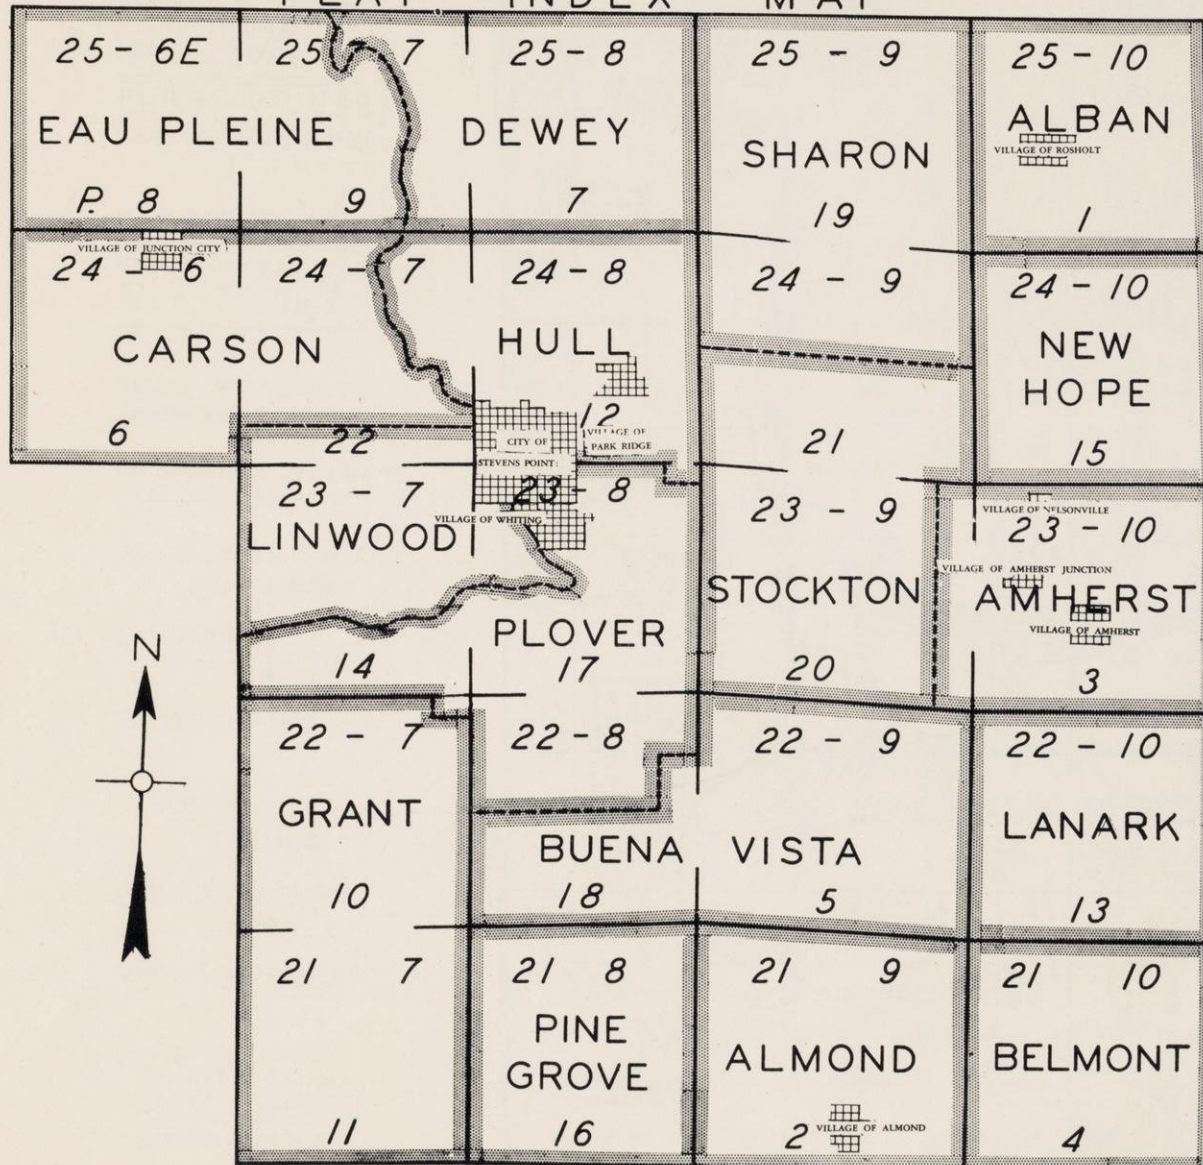 PLAT INDEX MAP
25-6E
25 7
25-8
25-9
25-10
EAU PLEINE
DEWEY
SHARON
ALBAN
VILLAGE OF ROSHOLT
P. 8
9
7
19
1
VILLAGE OF JUNCTION CITY
24-6
24-7
24-8
24-9
24-10
CARSON
HULL
NEW
HOPE
6
22
12
CITY OF
STEVENS POINT
VILLAGE OF
PARK RIDGE
21
15
23-7
23-8
23-9
VILLAGE OF NELSONVILLE
23-10
LINWOOD
VILLAGE OF WHITING
VILLAGE OF AMHERST JUNCTION
STOCKTON
AMHERST
VILLAGE OF AMHERST
N
PLOVER
14
17
20
3
22-7
22-8
22-9
22-10
GRANT
BUENA VISTA
LANARK
10
18
5
13
21 7
21 8
21 9
21 10
PINE
GROVE
ALMOND
BELMONT
11
16
2
VILLAGE OF ALMOND
4